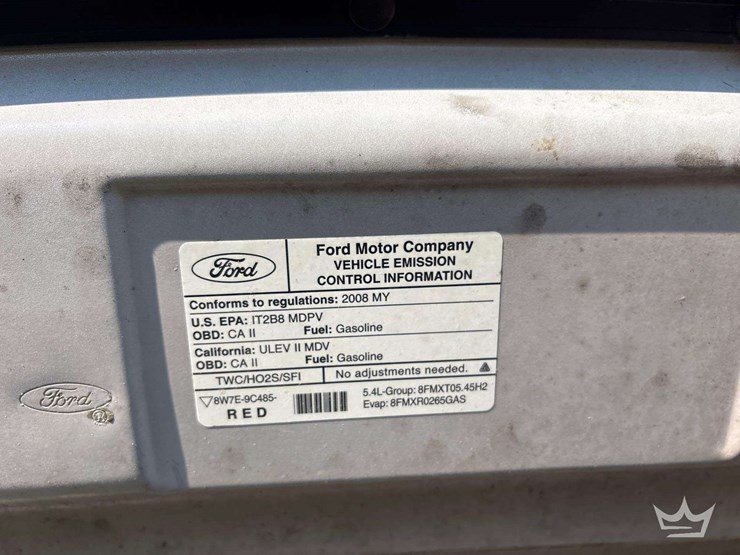 Ford
Ford Motor Company
VEHICLE EMISSION
CONTROL INFORMATION
Conforms to regulations: 2008 MY
U.S. EPA: IT2B8 MDPV
OBD: CA II Fuel: Gasoline
California: ULEV II MDV
OBD: CA II Fuel: Gasoline
TWC/HO2S/SFI No adjustments needed.
8W7E-9C485-
RED
5.4L-Group: 8FMXT05.45H2
Evap: 8FMXR0265GAS
Ford